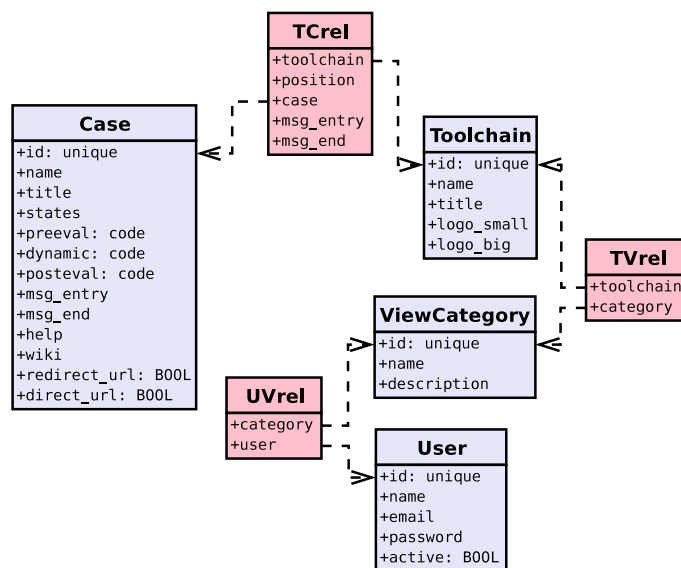 TCrel
+toolchain
+position
+case
+msg_entry
+msg_end
Case
+id: unique
+name
+title
+states
+preeval: code
+dynamic: code
+posteval: code
+msg_entry
+msg_end
+help
+wiki
+redirect_url: BOOL
+direct_url: BOOL
Toolchain
+id: unique
+name
+title
+logo_small
+logo_big
TVrel
+toolchain
+category
ViewCategory
+id: unique
+name
+description
UVrel
+category
+user
User
+id: unique
+name
+email
+password
+active: BOOL